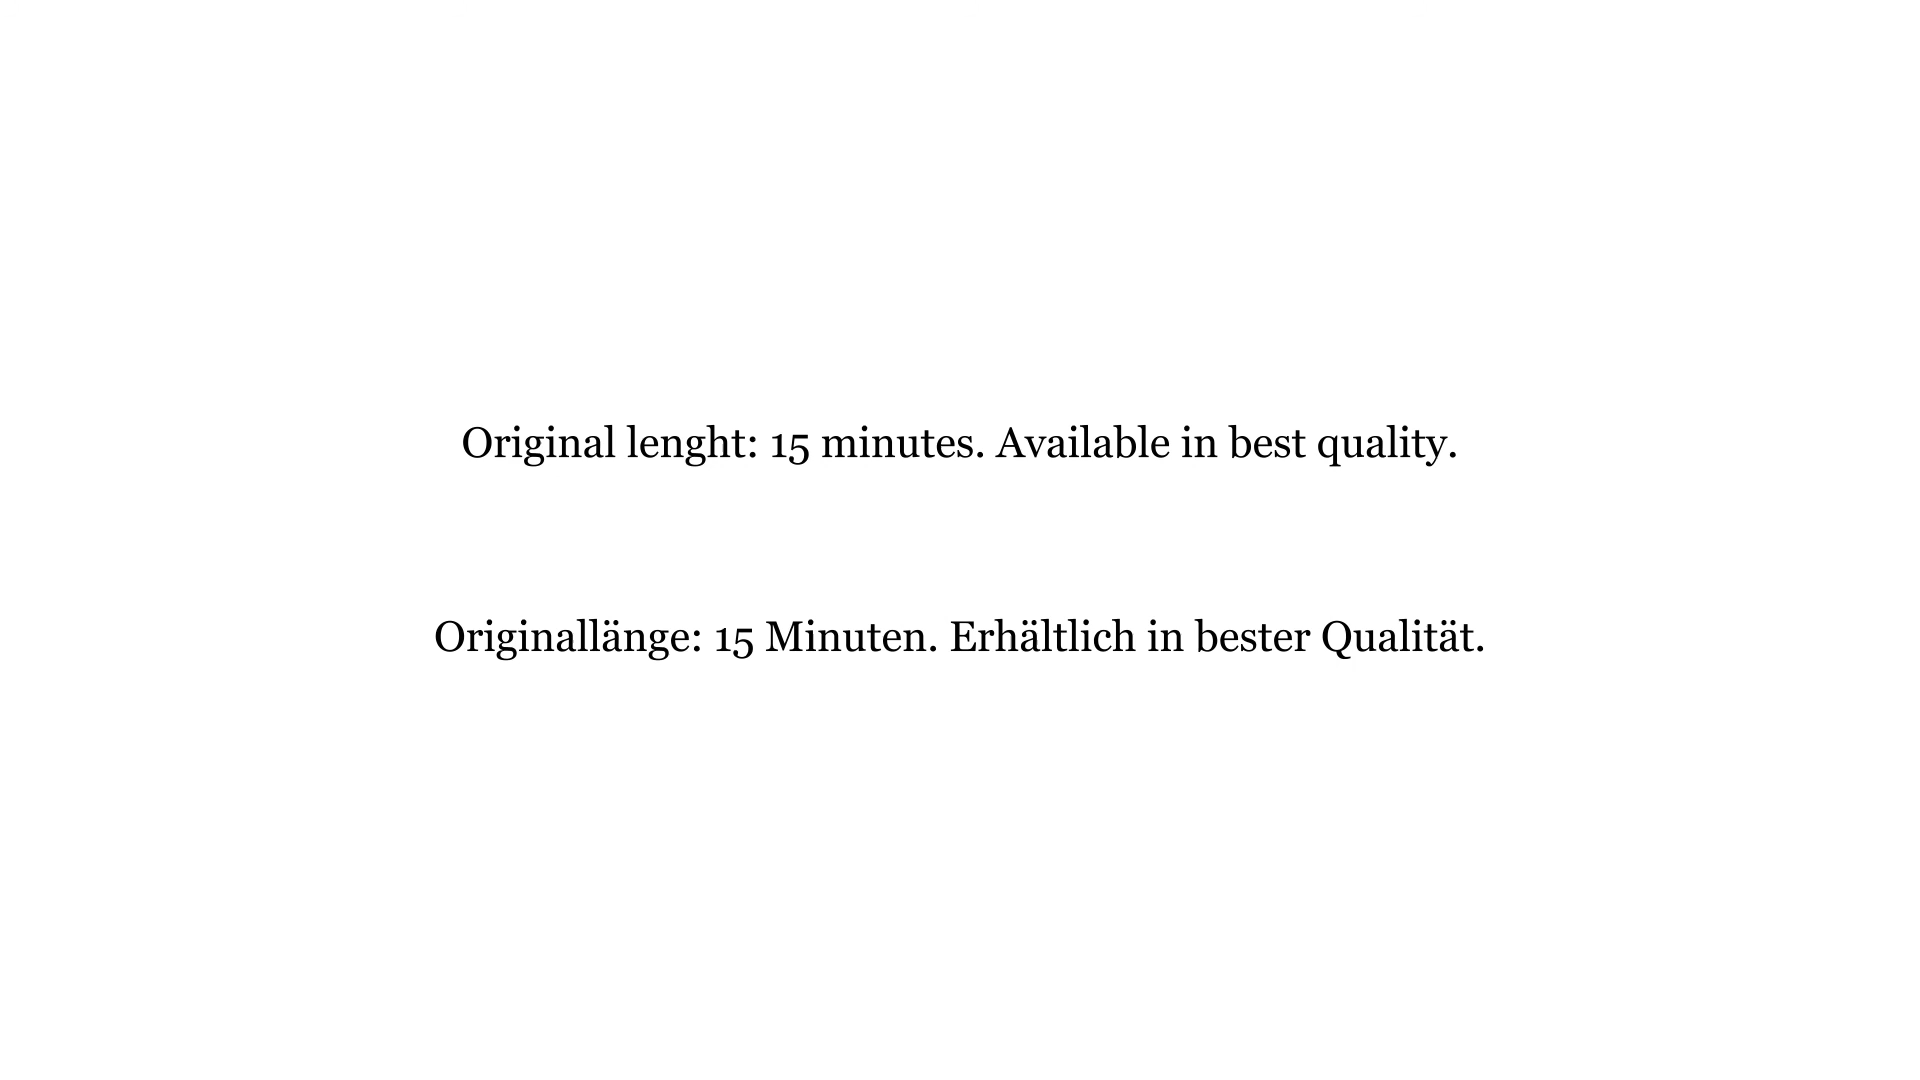 Original lenght: 15 minutes. Available in best quality.
Originallänge: 15 Minuten. Erhältlich in bester Qualität.